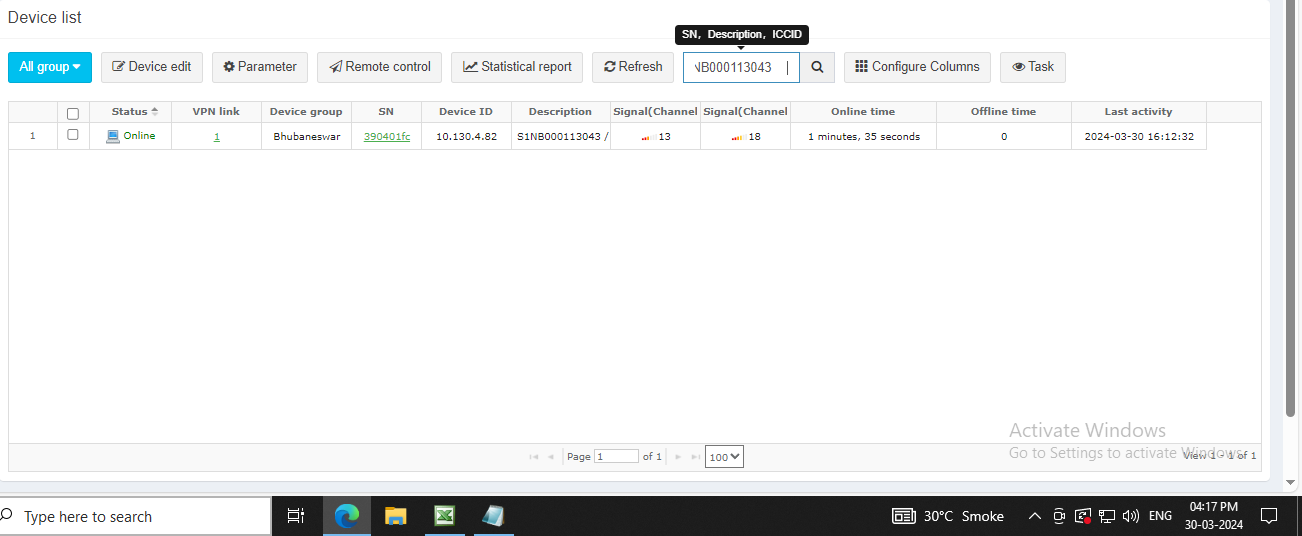 Device list
SN, Description, ICCID
All group Device edit Parameter Remote control Statistical report Refresh NB000113043 Configure Columns Task
Status VPN link Device group SN Device ID Description Signal(Channel Signal(Channel Online time Offline time Last activity
1 Online 1 Bhubaneswar 390401fc 10.130.4.82 S1NB000113043 / 13 18 1 minutes, 35 seconds 0 2024-03-30 16:12:32
Activate Windows
Go to Settings to activate Windows.
Page 1 of 1 100 View 1 - 1 of 1
Type here to search 30°C Smoke ENG 04:17 PM
30-03-2024